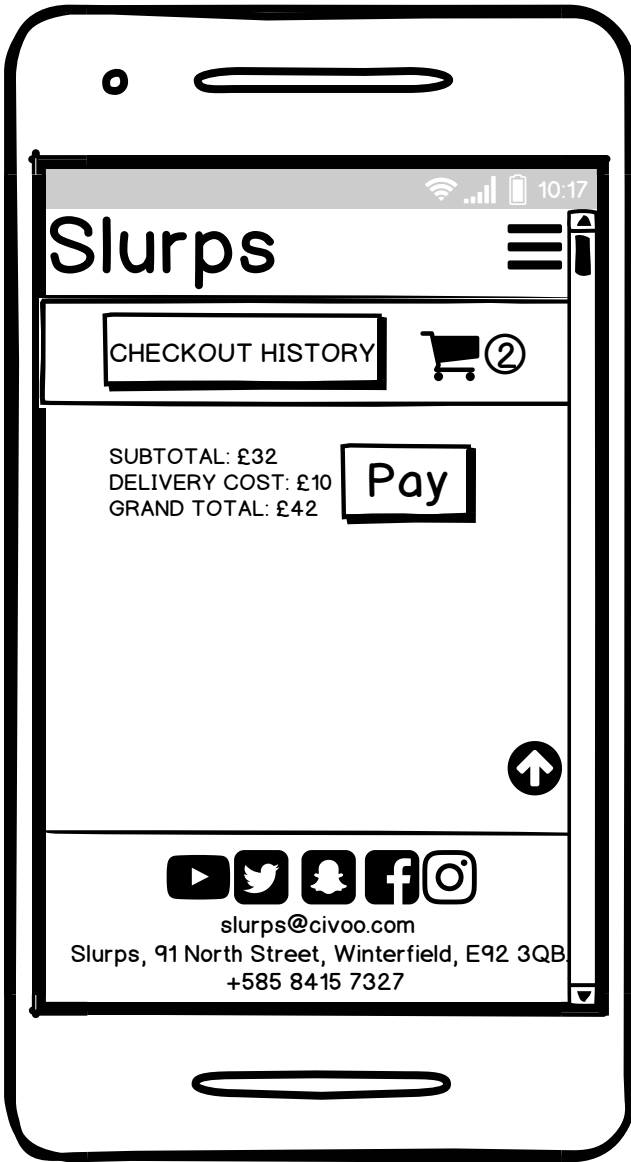 10:17
Slurps
CHECKOUT HISTORY
2
SUBTOTAL: £32
DELIVERY COST: £10
GRAND TOTAL: £42
Pay
slurps@civoo.com
Slurps, 91 North Street, Winterfield, E92 3QB.
+585 8415 7327